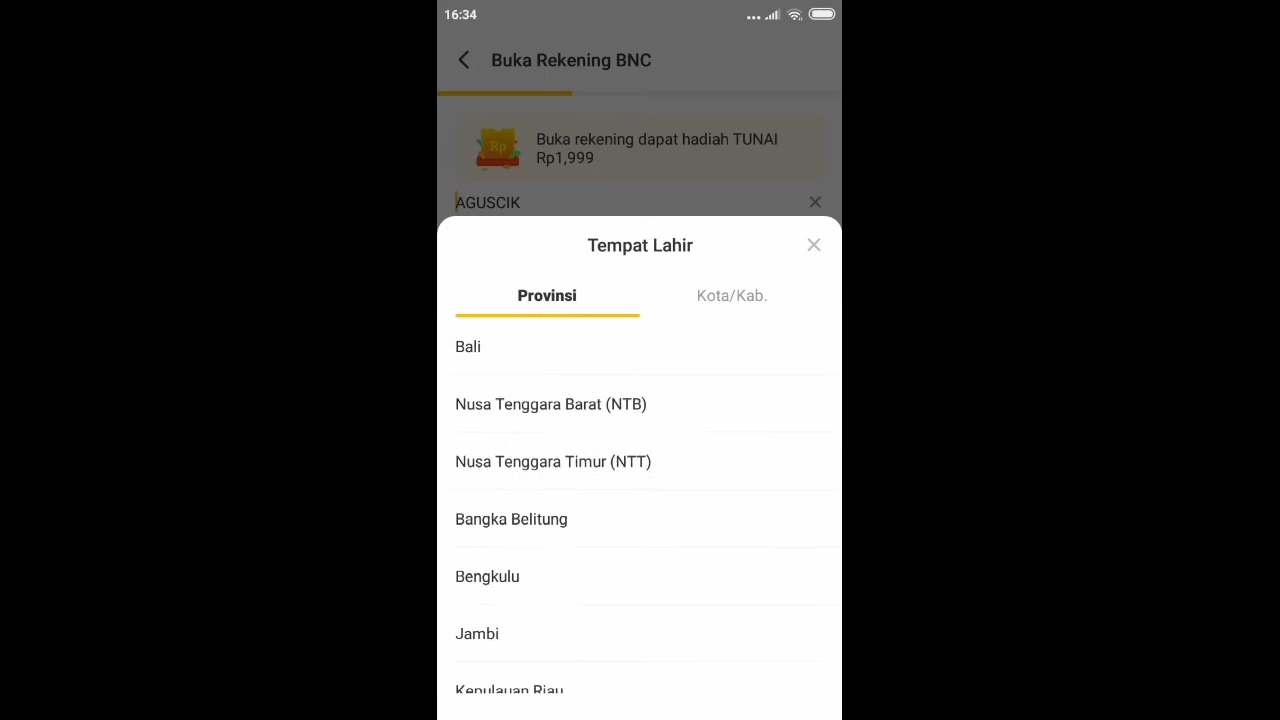 16:34
Buka Rekening BNC
Rp
Buka rekening dapat hadiah TUNAI
Rp1,999
AGUSCIK
Tempat Lahir
Provinsi
Kota/Kab.
Bali
Nusa Tenggara Barat (NTB)
Nusa Tenggara Timur (NTT)
Bangka Belitung
Bengkulu
Jambi
Kepulauan Riau